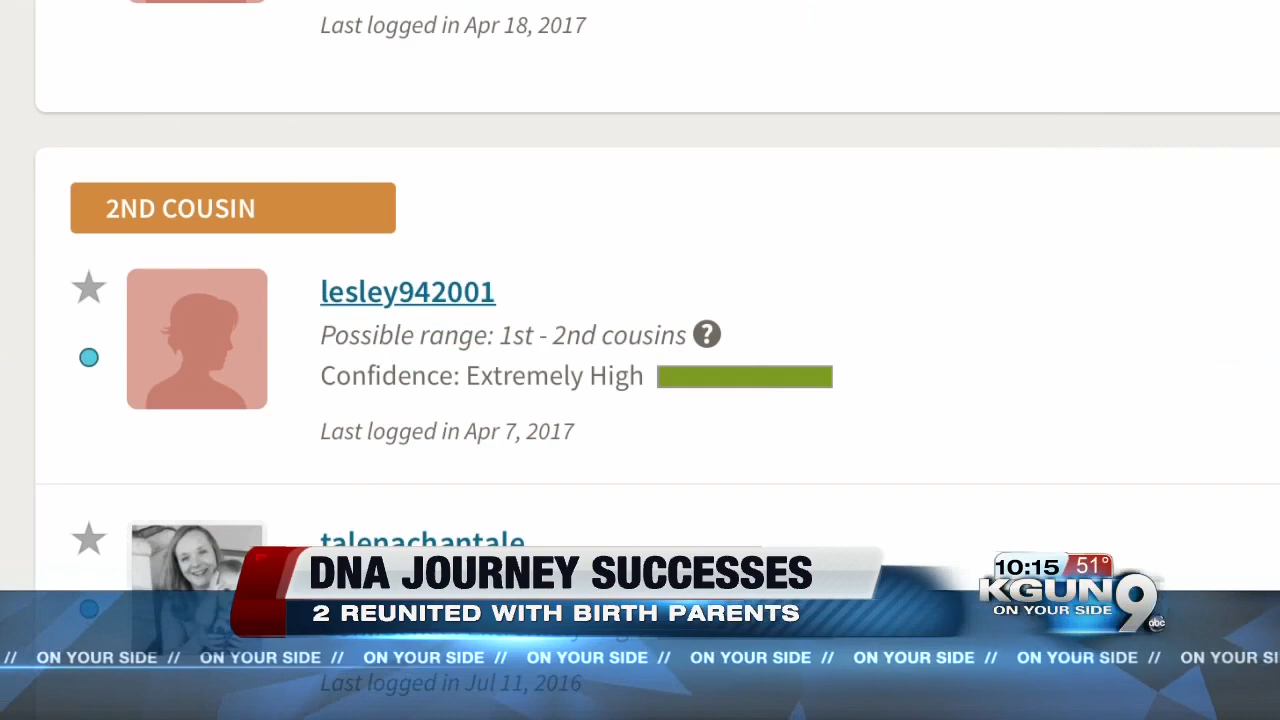 Last logged in Apr 18, 2017
2ND COUSIN
lesley942001
Possible range: 1st - 2nd cousins ?
Confidence: Extremely High
Last logged in Apr 7, 2017
talenachantale
DNA JOURNEY SUCCESSES
2 REUNITED WITH BIRTH PARENTS
10:15 51°
KGUN 9
ON YOUR SIDE
abc
// ON YOUR SIDE // ON YOUR SIDE // ON YOUR SIDE // ON YOUR SIDE // ON YOUR SIDE // ON YOUR SIDE // ON YOUR SIDE // ON YOUR SI
Last logged in Jul 11, 2016